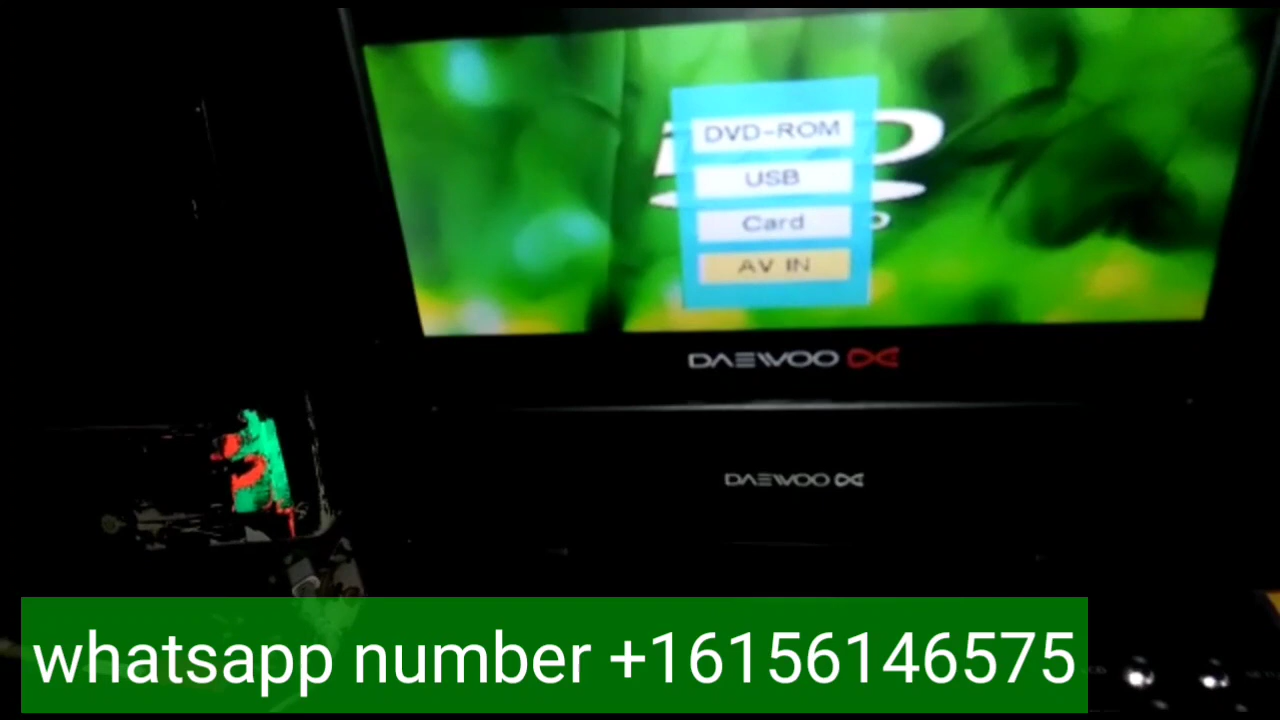 DVD-ROM
USB
Card
AV IN
DAEWOO
DAEWOO
whatsapp number +16156146575